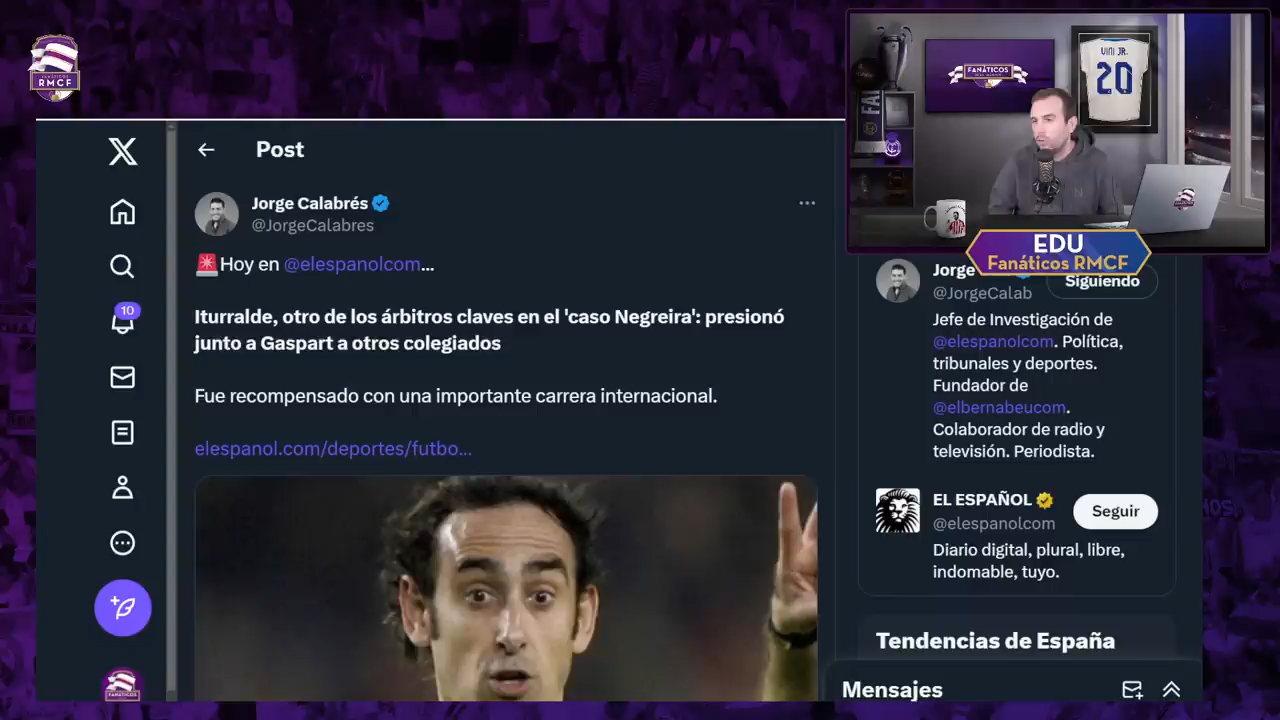 FANÁTICOS
RMCF
X
Post
Jorge Calabrés
@JorgeCalabres
🚨Hoy en @elespanolcom...
Iturralde, otro de los árbitros claves en el 'caso Negreira': presionó
junto a Gaspart a otros colegiados
Fue recompensado con una importante carrera internacional.
elespanol.com/deportes/futbo...
10
FANÁTICOS
FANÁTICOS
VINI JR.
20
FA
EDU
Fanáticos RMCF
Jorge
@JorgeCalab
Siguiendo
Jefe de Investigación de
@elespanolcom. Política,
tribunales y deportes.
Fundador de
@elbernabeucom.
Colaborador de radio y
televisión. Periodista.
EL ESPAÑOL
@elespanolcom
Seguir
Diario digital, plural, libre,
indomable, tuyo.
Tendencias de España
Mensajes